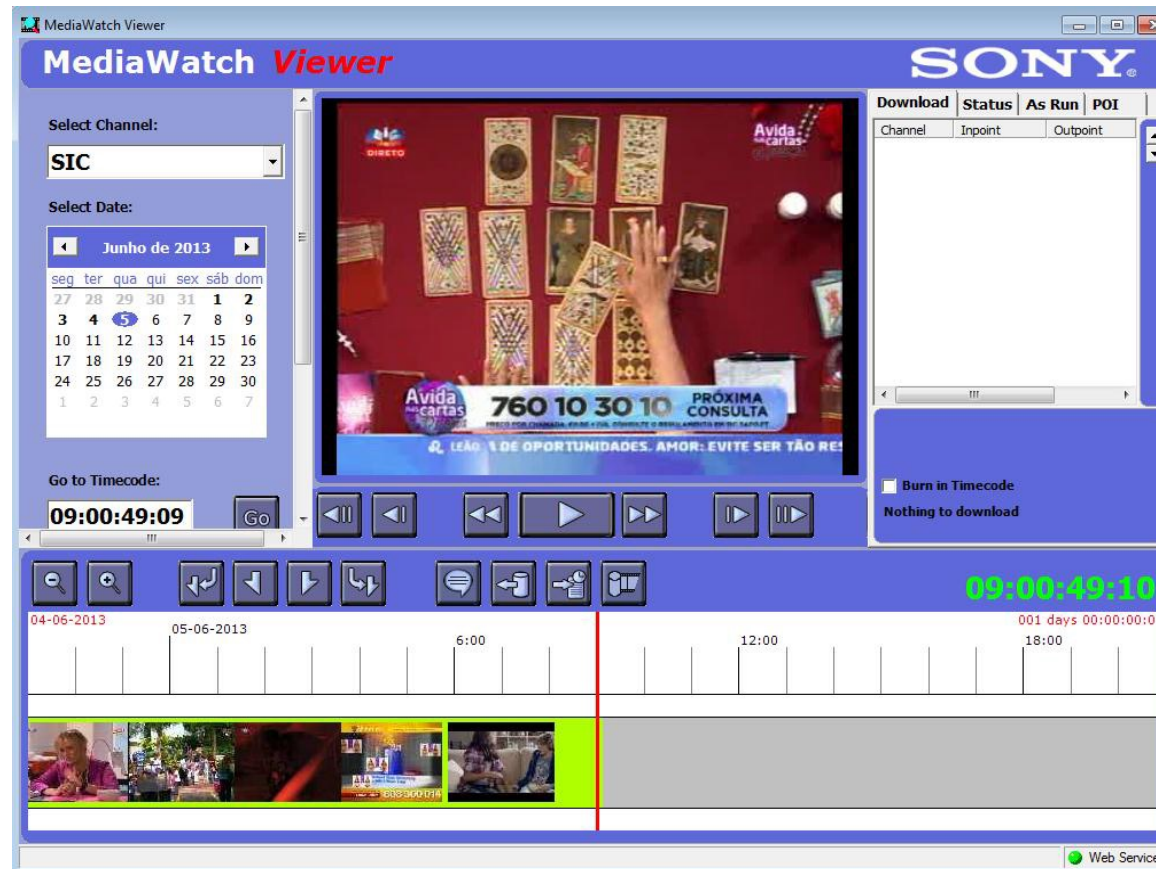 MediaWatch Viewer
MediaWatch Viewer
SONY
Select Channel:
SIC
Select Date:
Junho de 2013
seg ter qua qui sex sáb dom
27 28 29 30 31 1 2
3 4 5 6 7 8 9
10 11 12 13 14 15 16
17 18 19 20 21 22 23
24 25 26 27 28 29 30
1 2 3 4 5 6 7
Go to Timecode:
09:00:49:09
Go
SIC
DIRETO
A vida
nas cartas
A vida
nas cartas
760 10 30 10
PRÓXIMA
CONSULTA
LEÃO
DE OPORTUNIDADES. AMOR: EVITE SER TÃO RES
Download Status As Run POI
Channel Inpoint Outpoint
Burn in Timecode
Nothing to download
09:00:49:10
04-06-2013
001 days 00:00:00:0
05-06-2013
6:00 12:00 18:00
Web Service